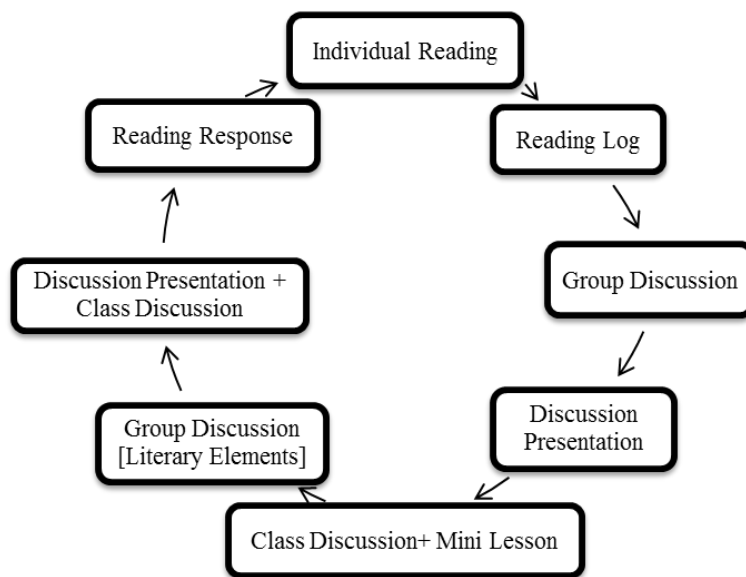 Individual Reading
Reading Log
Group Discussion
Discussion
Presentation
Class Discussion+ Mini Lesson
Group Discussion
[Literary Elements]
Discussion Presentation +
Class Discussion
Reading Response